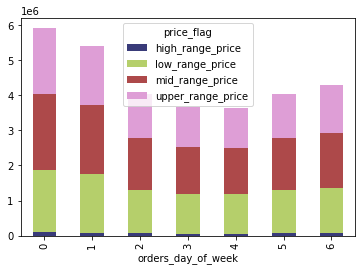 1e6
price_flag
high_range_price
low_range_price
mid_range_price
upper_range_price
6
5
4
3
2
1
0
0 1 2 3 4 5 6
orders_day_of_week